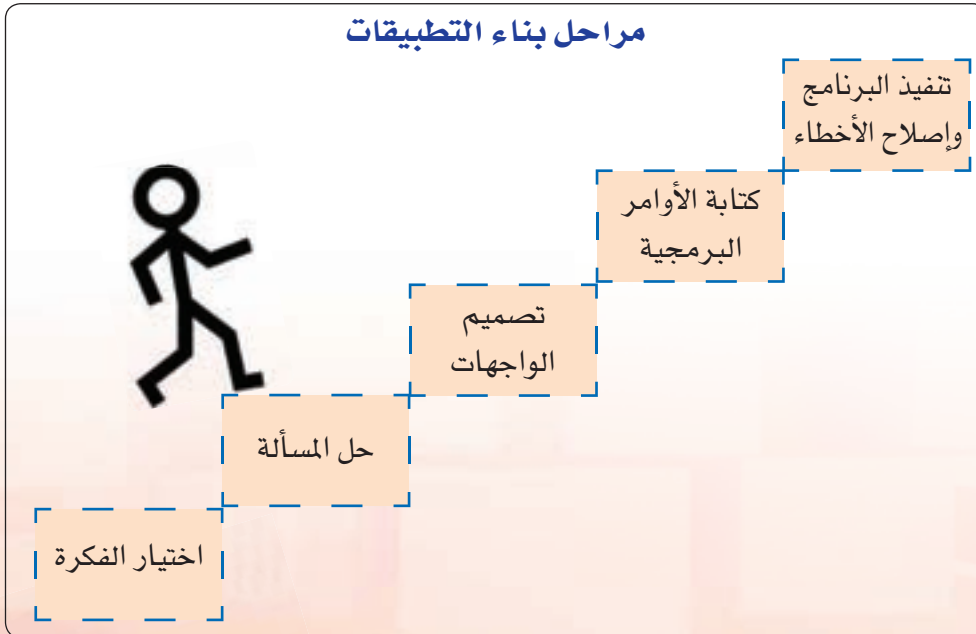 مراحل بناء التطبيقات
تنفيذ البرنامج
وإصلاح الأخطاء
كتابة الأوامر
البرمجية
تصميم
الواجهات
حل المسألة
اختيار الفكرة